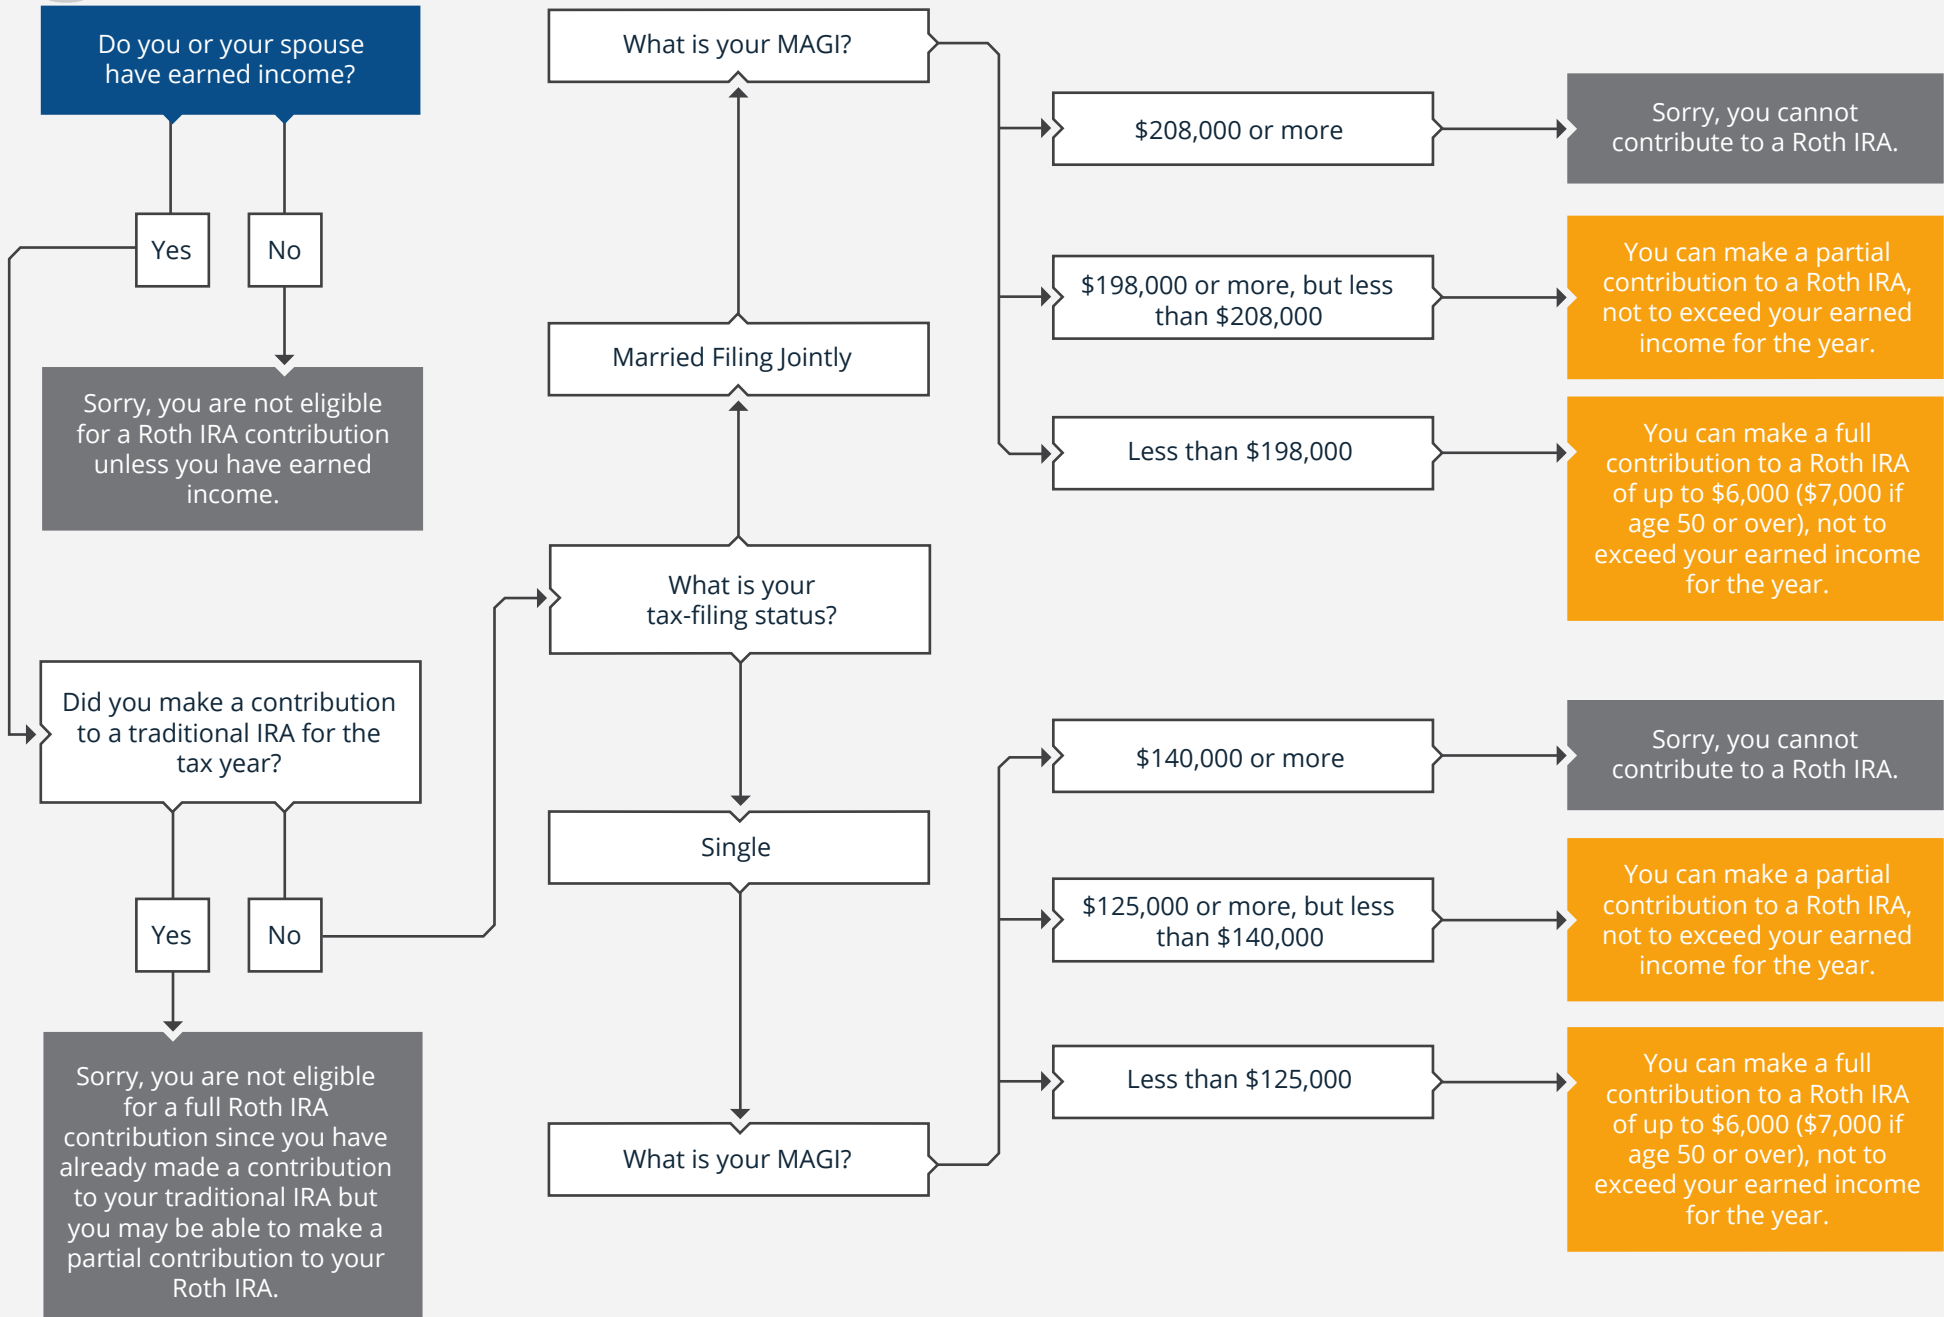 Do you or your spouse
have earned income?
Yes
No
Sorry, you are not eligible
for a Roth IRA contribution
unless you have earned
income.
Did you make a contribution
to a traditional IRA for the
tax year?
Yes
No
Sorry, you are not eligible
for a full Roth IRA
contribution since you have
already made a contribution
to your traditional IRA but
you may be able to make a
partial contribution to your
Roth IRA.
What is your MAGI?
Married Filing Jointly
What is your
tax-filing status?
Single
What is your MAGI?
$208,000 or more
$198,000 or more, but less
than $208,000
Less than $198,000
$140,000 or more
$125,000 or more, but less
than $140,000
Less than $125,000
Sorry, you cannot
contribute to a Roth IRA.
You can make a partial
contribution to a Roth IRA,
not to exceed your earned
income for the year.
You can make a full
contribution to a Roth IRA
of up to $6,000 ($7,000 if
age 50 or over), not to
exceed your earned income
for the year.
Sorry, you cannot
contribute to a Roth IRA.
You can make a partial
contribution to a Roth IRA,
not to exceed your earned
income for the year.
You can make a full
contribution to a Roth IRA
of up to $6,000 ($7,000 if
age 50 or over), not to
exceed your earned income
for the year.